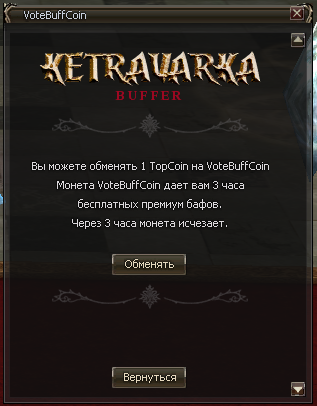 VoteBuffCoin
KETRAVARKA
BUFFER
Вы можете обменять 1 TopCoin на VoteBuffCoin
Монета VoteBuffCoin дает вам 3 часа
бесплатных премиум бафов.
Через 3 часа монета исчезает.
Обменять
Вернуться